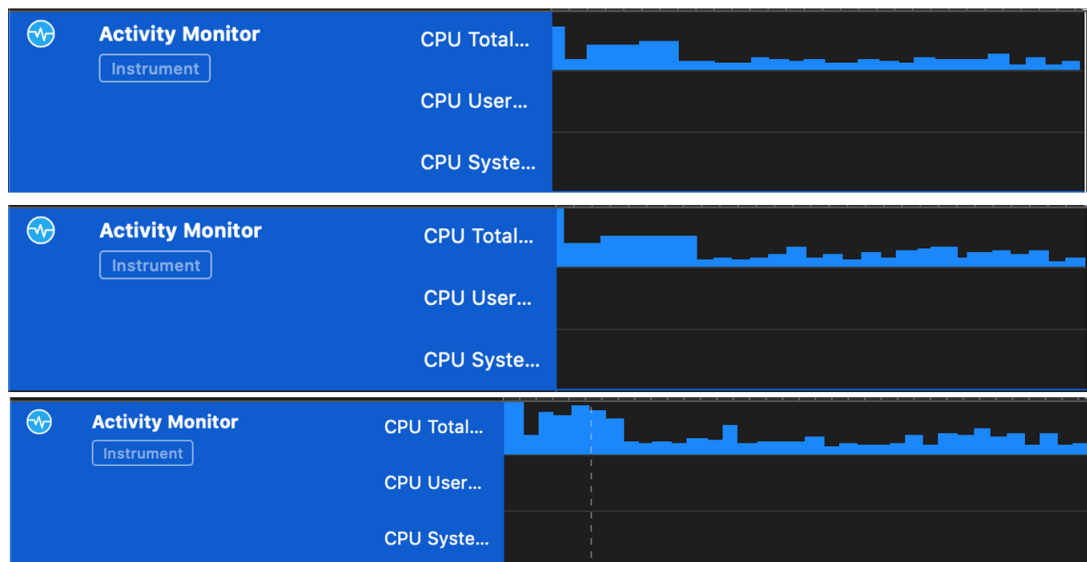 Activity Monitor
Instrument
CPU Total...
CPU User...
CPU Syste...
Activity Monitor
Instrument
CPU Total...
CPU User...
CPU Syste...
Activity Monitor
Instrument
CPU Total...
CPU User...
CPU Syste...